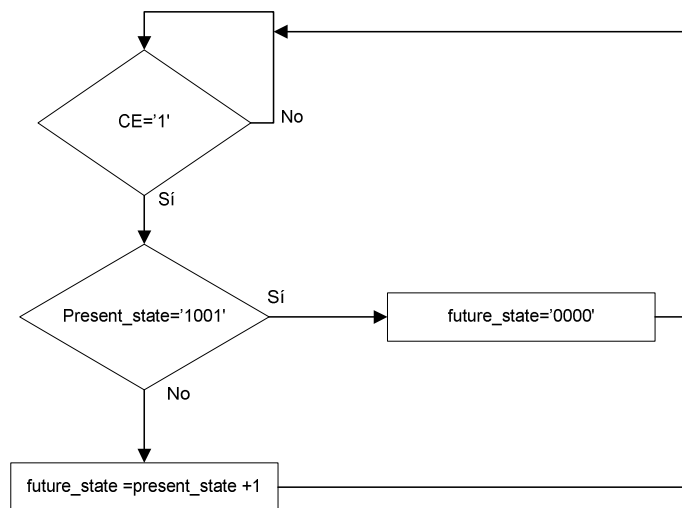 CE='1'
No
Sí
Present_state='1001'
Sí
future_state='0000'
No
future_state =present_state +1